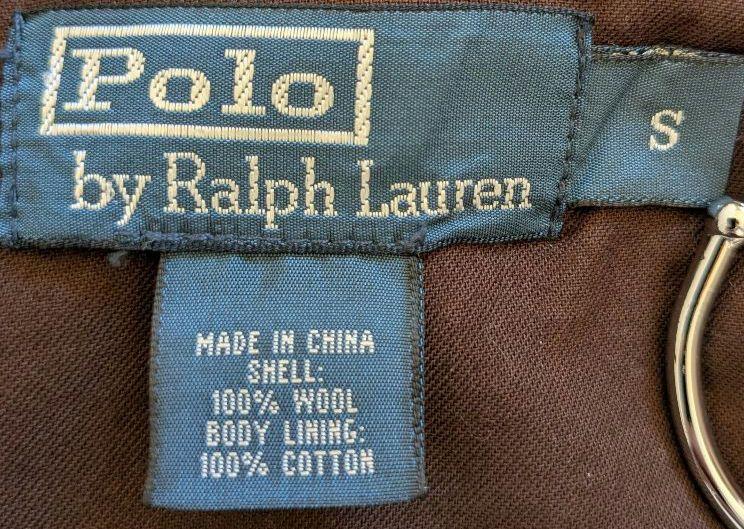 Polo
by Ralph Lauren
S
MADE IN CHINA
SHELL:
100% WOOL
BODY LINING:
100% COTTON